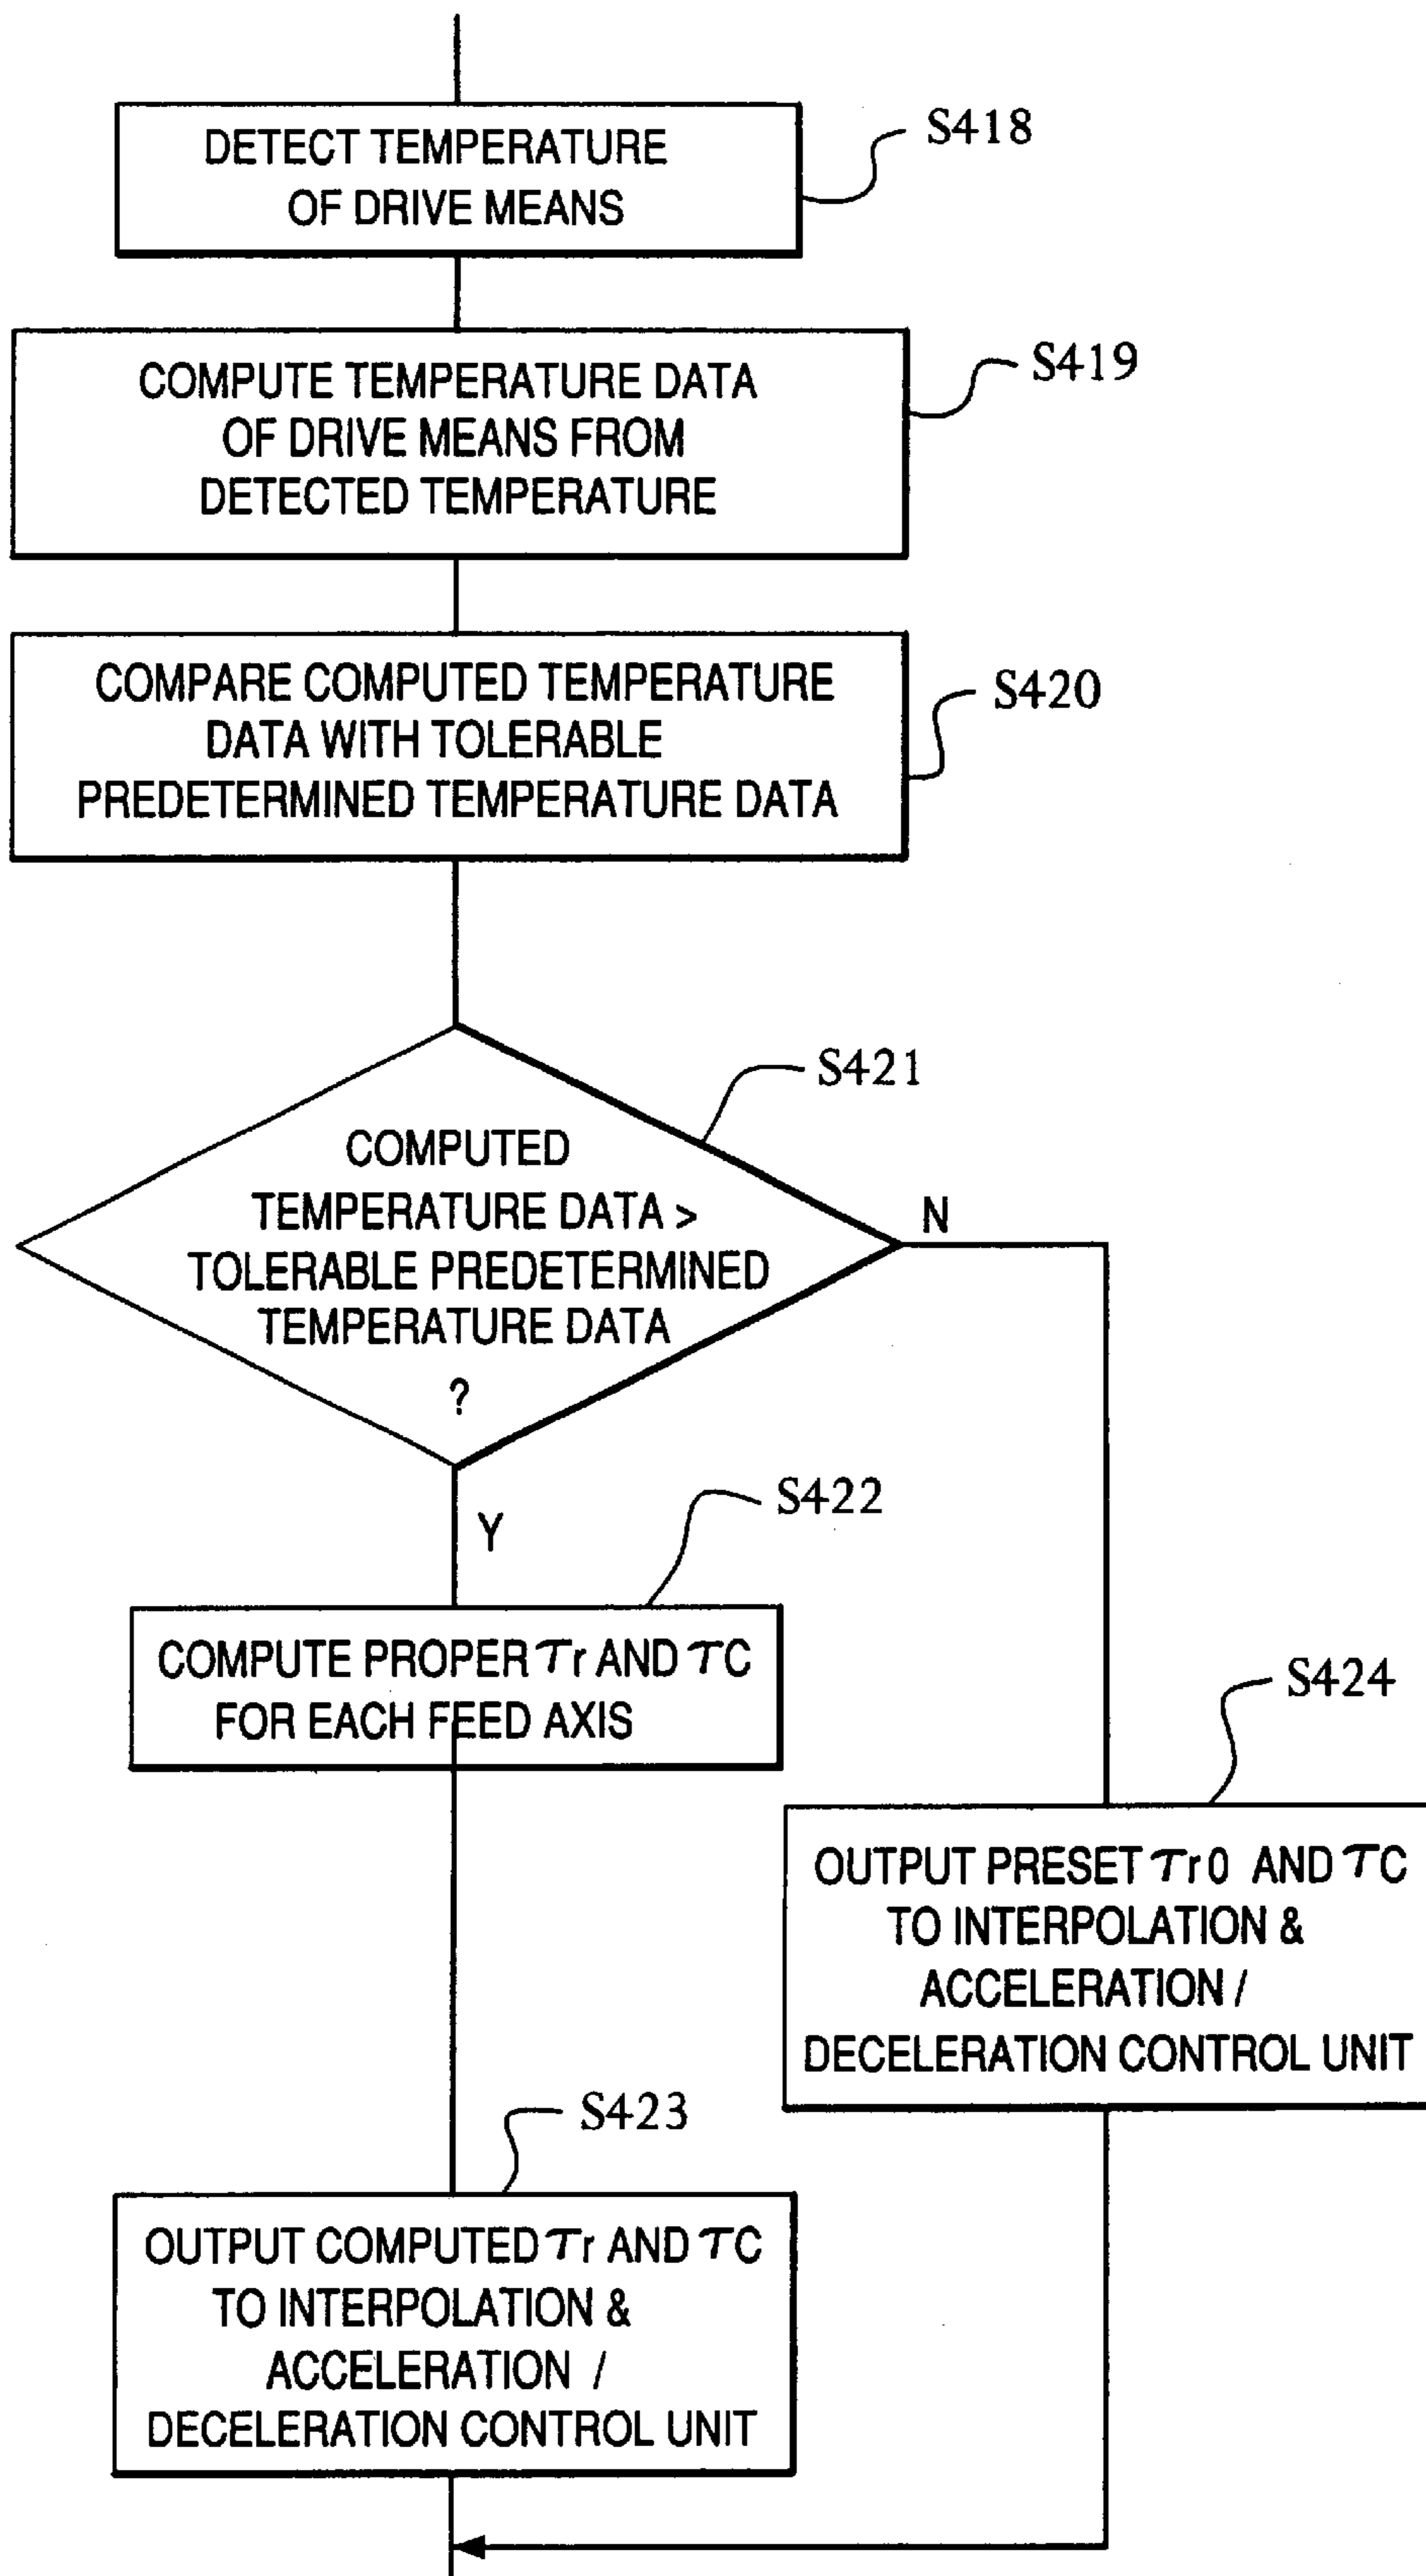 DETECT TEMPERATURE
OF DRIVE MEANS
S418
COMPUTE TEMPERATURE DATA
OF DRIVE MEANS FROM
DETECTED TEMPERATURE
S419
COMPARE COMPUTED TEMPERATURE
DATA WITH TOLERABLE
PREDETERMINED TEMPERATURE DATA
S420
S421
COMPUTED
TEMPERATURE DATA >
TOLERABLE PREDETERMINED
TEMPERATURE DATA
?
N
Y
S422
COMPUTE PROPER τr AND τC
FOR EACH FEED AXIS
S424
OUTPUT PRESET τr0 AND τC
TO INTERPOLATION &
ACCELERATION /
DECELERATION CONTROL UNIT
S423
OUTPUT COMPUTED τr AND τC
TO INTERPOLATION &
ACCELERATION /
DECELERATION CONTROL UNIT